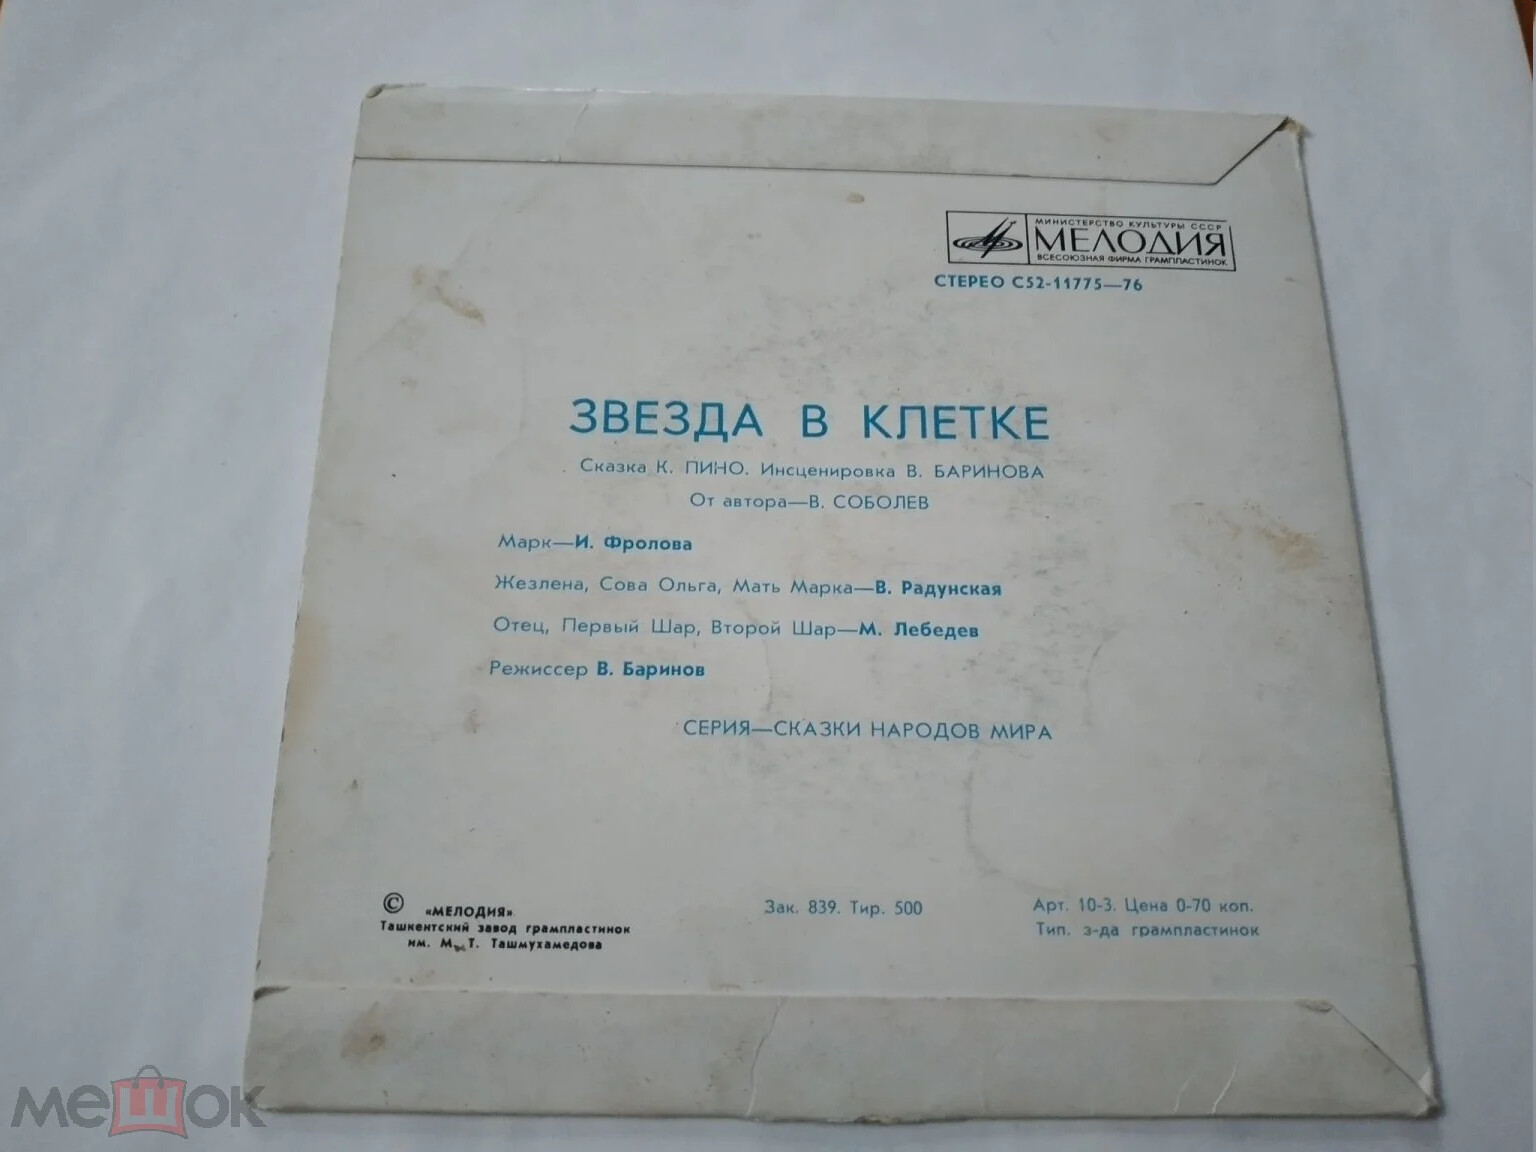 МИНИСТЕРСТВО КУЛЬТУРЫ СССР
МЕЛОДИЯ
ВСЕСОЮЗНАЯ ФИРМА ГРАМПЛАСТИНОК
СТЕРЕО С52-11775—76
ЗВЕЗДА В КЛЕТКЕ
Сказка К. ПИНО. Инсценировка В. БАРИНОВА
От автора—В. СОБОЛЕВ
Марк—И. Фролова
Жезлена, Сова Ольга, Мать Марка—В. Радунская
Отец, Первый Шар, Второй Шар—М. Лебедев
Режиссер В. Баринов
СЕРИЯ—СКАЗКИ НАРОДОВ МИРА
© «МЕЛОДИЯ»
Ташкентский завод грампластинок
им. М. Т. Ташмухамедова
Зак. 839. Тир. 500
Арт. 10-3. Цена 0-70 коп.
Тип. з-да грампластинок
мешок